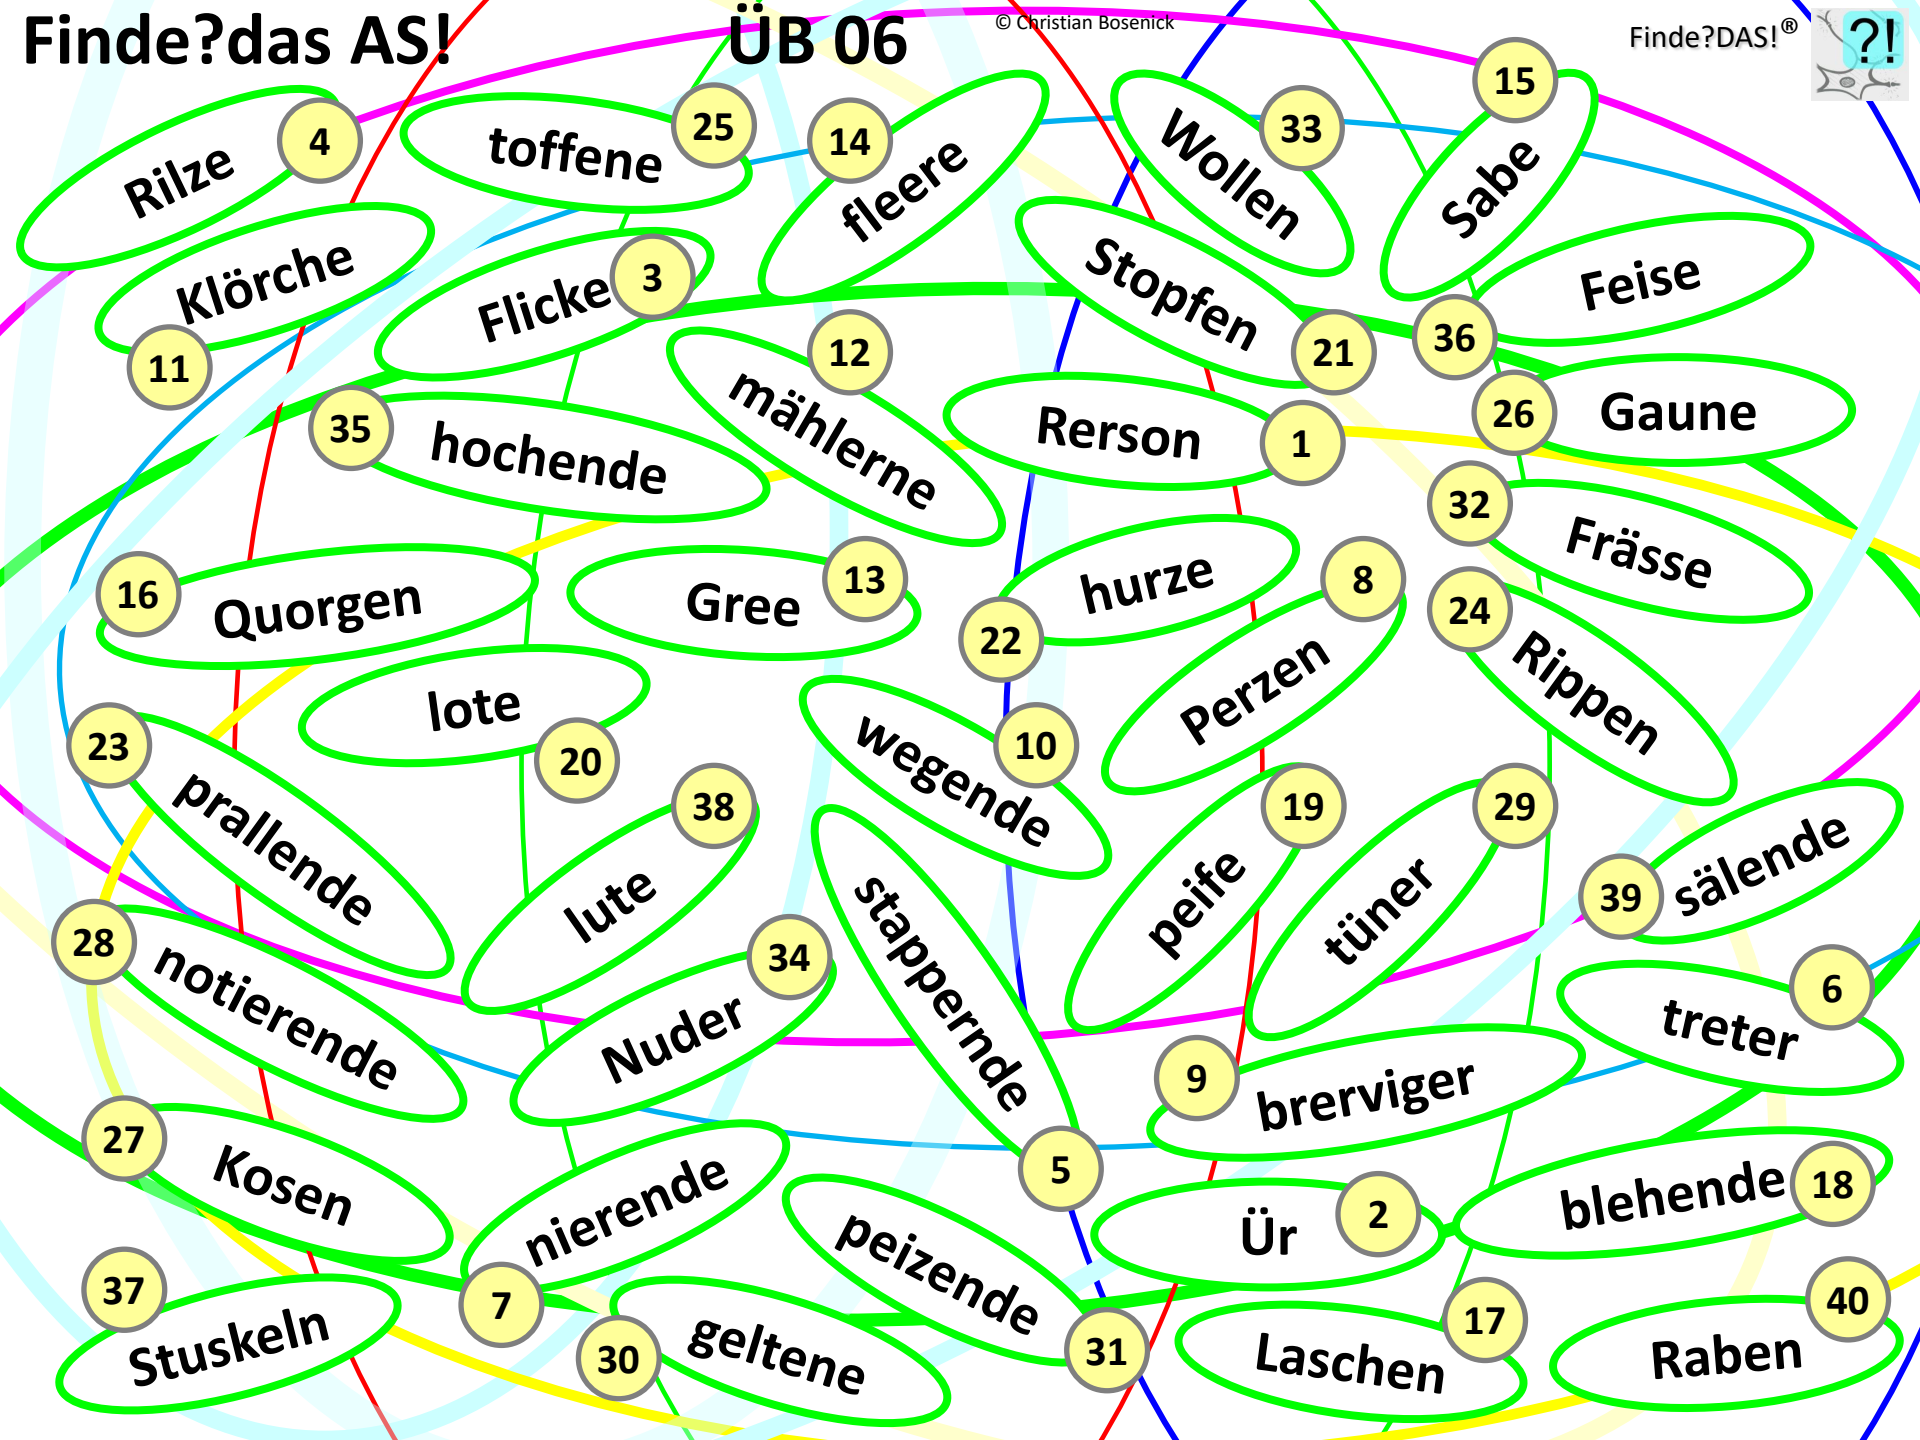 Finde?das AS!
ÜB 06
© Christian Bosenick
Finde?DAS!®
?!
Rilze 4
toffene 25
14 fleere
Wollen 33
15 Sabe
Klörche 11
Flicke 3
Stopfen 21
36 Feise
12 mählerne
35 hochende
Rerson 1
26 Gaune
32 Frässe
16 Quorgen
Gree 13
22 hurze
8 Perzen
24 Rippen
lote 20
23 prallende
wegende 10
38 lute
19 peife
29 tüner
39 sälende
28 notierende
34 Nuder
stappernde 5
6 treter
9 brerviger
27 Kosen
nierende 7
peizende 31
Ür 2
blehende 18
37 Stuskeln
30 geltene
Laschen 17
Raben 40